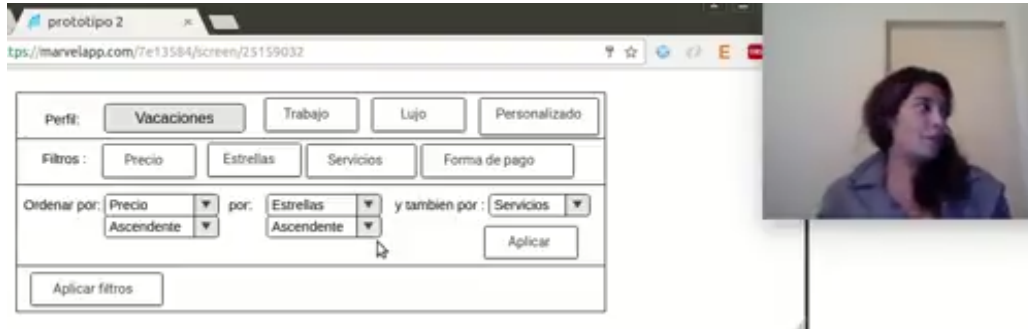 prototipo 2
tps://marvelapp.com/7e13584/screen/25159032
E
Perfil: Vacaciones Trabajo Lujo Personalizado
Filtros : Precio Estrellas Servicios Forma de pago
Ordenar por: Precio por: Estrellas y tambien por : Servicios
Ascendente Ascendente
Aplicar
Aplicar filtros